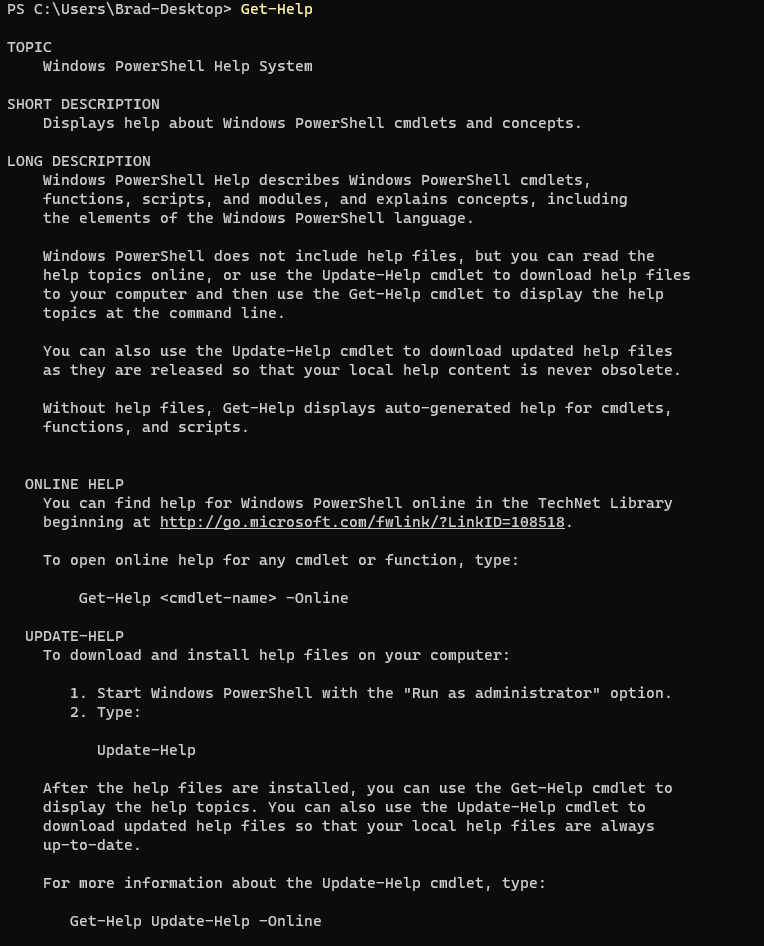 PS C:\Users\Brad-Desktop> Get-Help
TOPIC
Windows PowerShell Help System
SHORT DESCRIPTION
Displays help about Windows PowerShell cmdlets and concepts.
LONG DESCRIPTION
Windows PowerShell Help describes Windows PowerShell cmdlets,
functions, scripts, and modules, and explains concepts, including
the elements of the Windows PowerShell language.
Windows PowerShell does not include help files, but you can read the
help topics online, or use the Update-Help cmdlet to download help files
to your computer and then use the Get-Help cmdlet to display the help
topics at the command line.
You can also use the Update-Help cmdlet to download updated help files
as they are released so that your local help content is never obsolete.
Without help files, Get-Help displays auto-generated help for cmdlets,
functions, and scripts.
ONLINE HELP
You can find help for Windows PowerShell online in the TechNet Library
beginning at http://go.microsoft.com/fwlink/?LinkID=108518.
To open online help for any cmdlet or function, type:
Get-Help <cmdlet-name> -Online
UPDATE-HELP
To download and install help files on your computer:
1. Start Windows PowerShell with the "Run as administrator" option.
2. Type:
Update-Help
After the help files are installed, you can use the Get-Help cmdlet to
display the help topics. You can also use the Update-Help cmdlet to
download updated help files so that your local help files are always
up-to-date.
For more information about the Update-Help cmdlet, type:
Get-Help Update-Help -Online